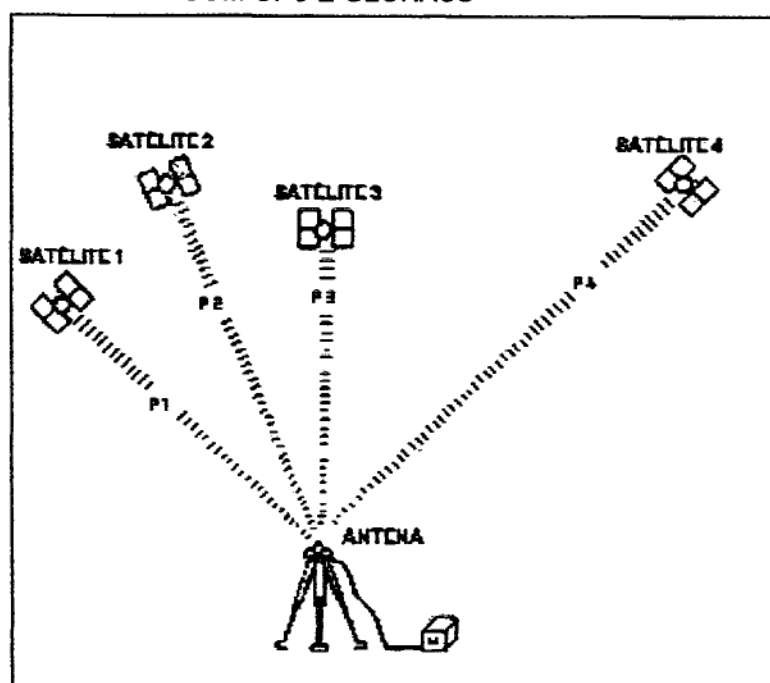 SATÉLITE 2
SATÉLITE 4
SATÉLITE 3
SATÉLITE 1
P2
P3
P4
P1
ANTENA